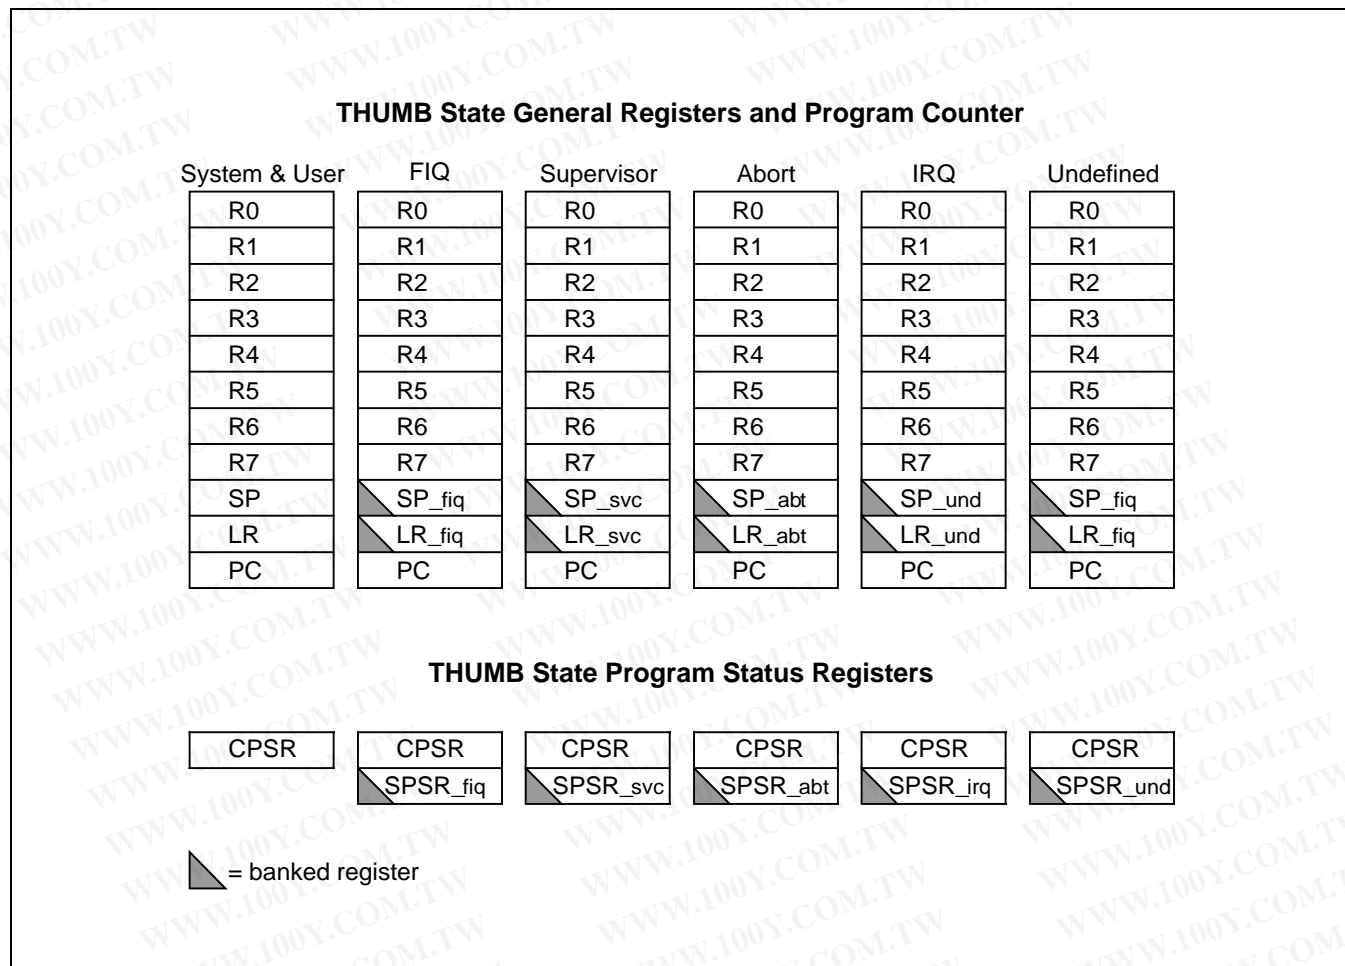 THUMB State General Registers and Program Counter
System & User FIQ Supervisor Abort IRQ Undefined
R0 R0 R0 R0 R0 R0
R1 R1 R1 R1 R1 R1
R2 R2 R2 R2 R2 R2
R3 R3 R3 R3 R3 R3
R4 R4 R4 R4 R4 R4
R5 R5 R5 R5 R5 R5
R6 R6 R6 R6 R6 R6
R7 R7 R7 R7 R7 R7
SP SP_fiq SP_svc SP_abt SP_und SP_fiq
LR LR_fiq LR_svc LR_abt LR_und LR_fiq
PC PC PC PC PC PC
THUMB State Program Status Registers
CPSR CPSR CPSR CPSR CPSR CPSR
SPSR_fiq SPSR_svc SPSR_abt SPSR_irq SPSR_und
= banked register
WWW.100Y.COM.TW